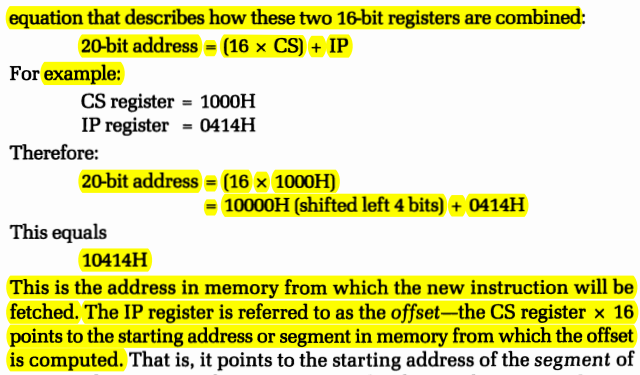 equation that describes how these two 16-bit registers are combined:
20-bit address = (16 × CS) + IP
For example:
CS register = 1000H
IP register = 0414H
Therefore:
20-bit address = (16 × 1000H)
= 10000H (shifted left 4 bits) + 0414H
This equals
10414H
This is the address in memory from which the new instruction will be
fetched. The IP register is referred to as the offset—the CS register × 16
points to the starting address or segment in memory from which the offset
is computed. That is, it points to the starting address of the segment of